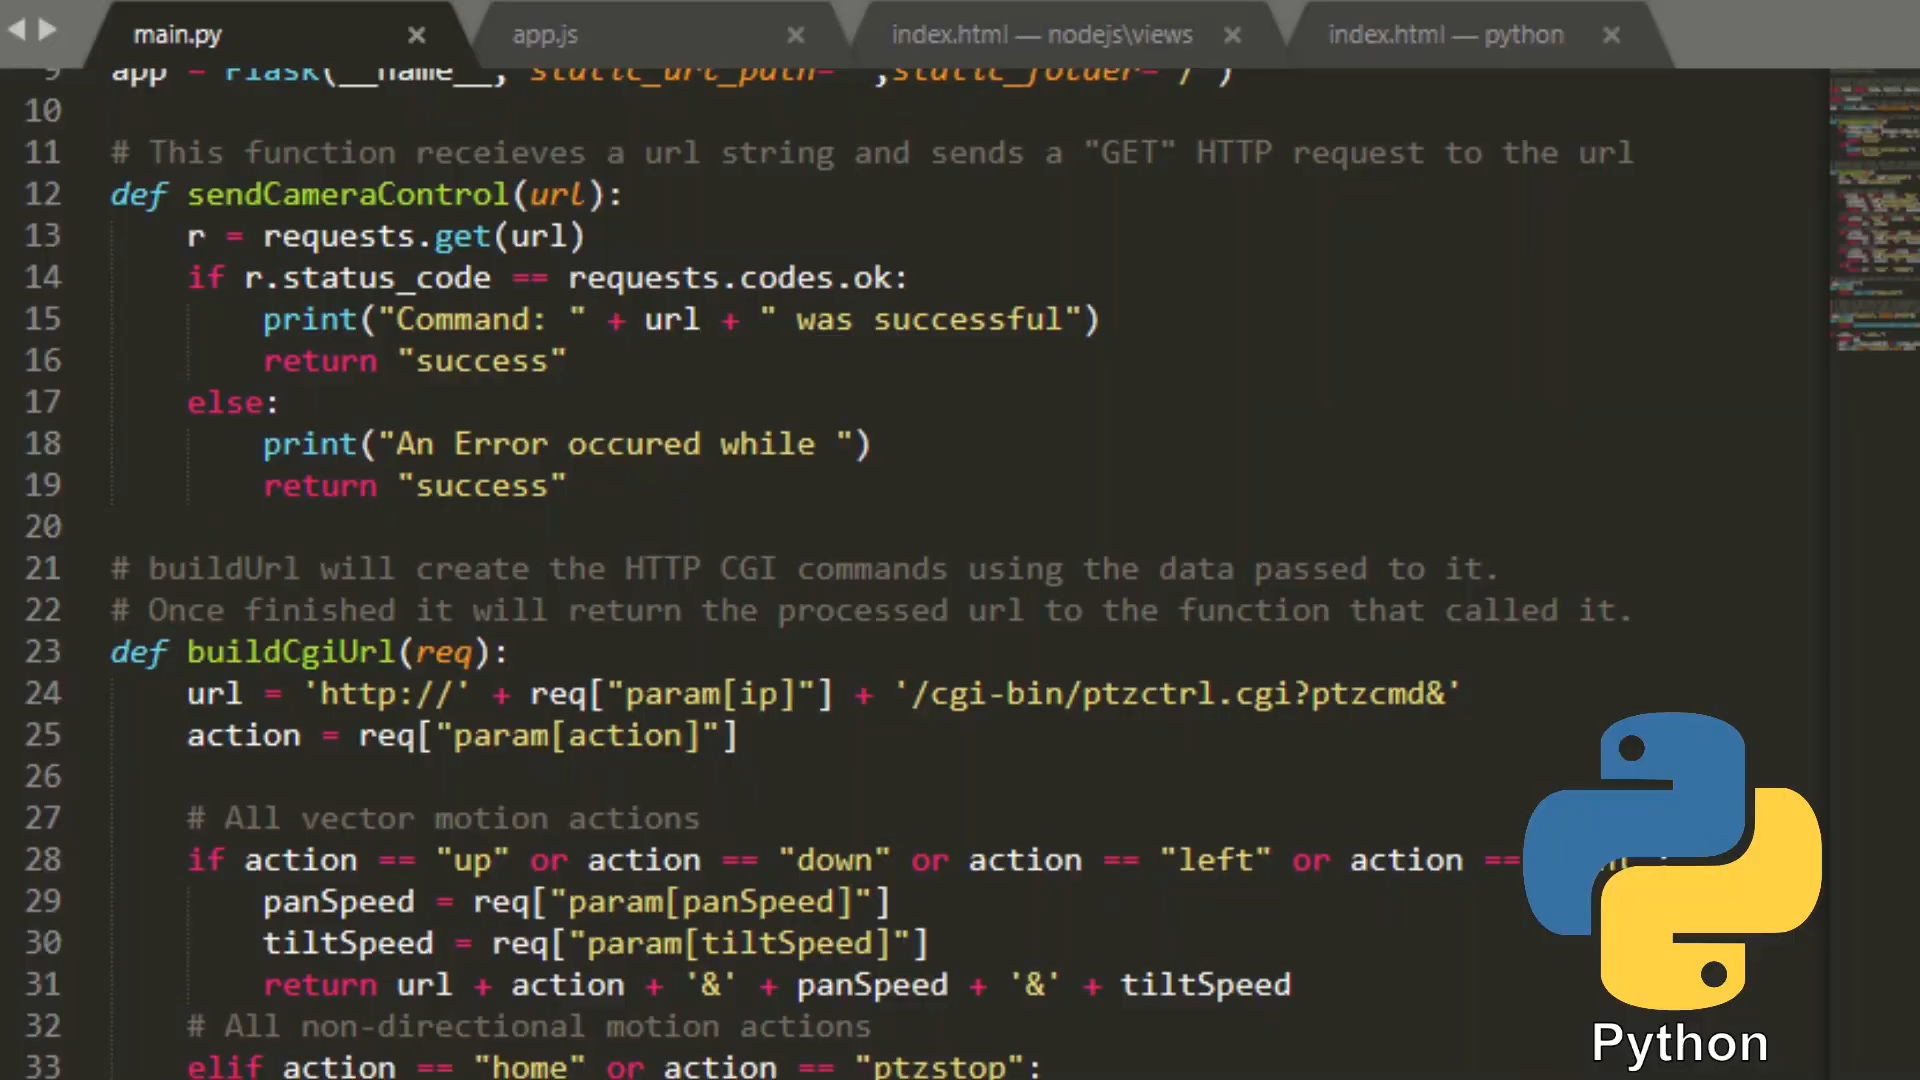 main.py × app.js × index.html — nodejs\views × index.html — python ×
9 app = Flask(__name__, static_url_path= ,static_folder= / )
10
11 # This function receieves a url string and sends a "GET" HTTP request to the url
12 def sendCameraControl(url):
13 r = requests.get(url)
14 if r.status_code == requests.codes.ok:
15 print("Command: " + url + " was successful")
16 return "success"
17 else:
18 print("An Error occured while ")
19 return "success"
20
21 # buildUrl will create the HTTP CGI commands using the data passed to it.
22 # Once finished it will return the processed url to the function that called it.
23 def buildCgiUrl(req):
24 url = 'http://' + req["param[ip]"] + '/cgi-bin/ptzctrl.cgi?ptzcmd&'
25 action = req["param[action]"]
26
27 # All vector motion actions
28 if action == "up" or action == "down" or action == "left" or action ==
29 panSpeed = req["param[panSpeed]"]
30 tiltSpeed = req["param[tiltSpeed]"]
31 return url + action + '&' + panSpeed + '&' + tiltSpeed
32 # All non-directional motion actions
33 elif action == "home" or action == "ptzstop":
Python